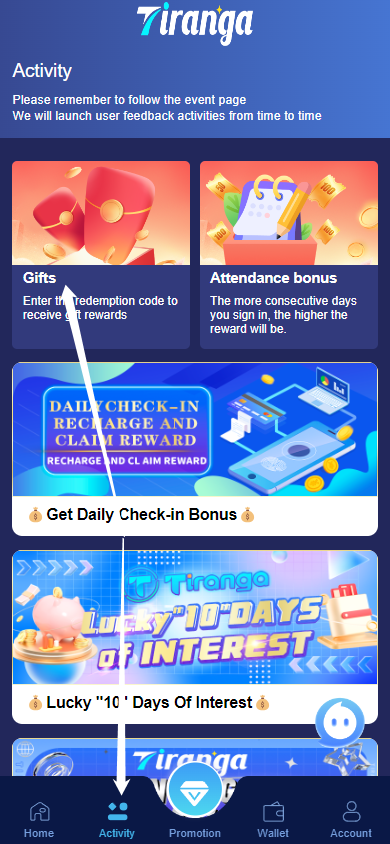 Tiranga
Activity
Please remember to follow the event page
We will launch user feedback activities from time to time
Gifts
Enter the redemption code to
receive gift rewards
Attendance bonus
The more consecutive days
you sign in, the higher the
reward will be.
DAILY CHECK-IN
RECHARGE AND
CLAIM REWARD
RECHARGE AND CLAIM REWARD
Get Daily Check-in Bonus
Tiranga
Lucky "10" DAYS
of INTEREST
Lucky "10" Days Of Interest
Tiranga
Home
Activity
Promotion
Wallet
Account